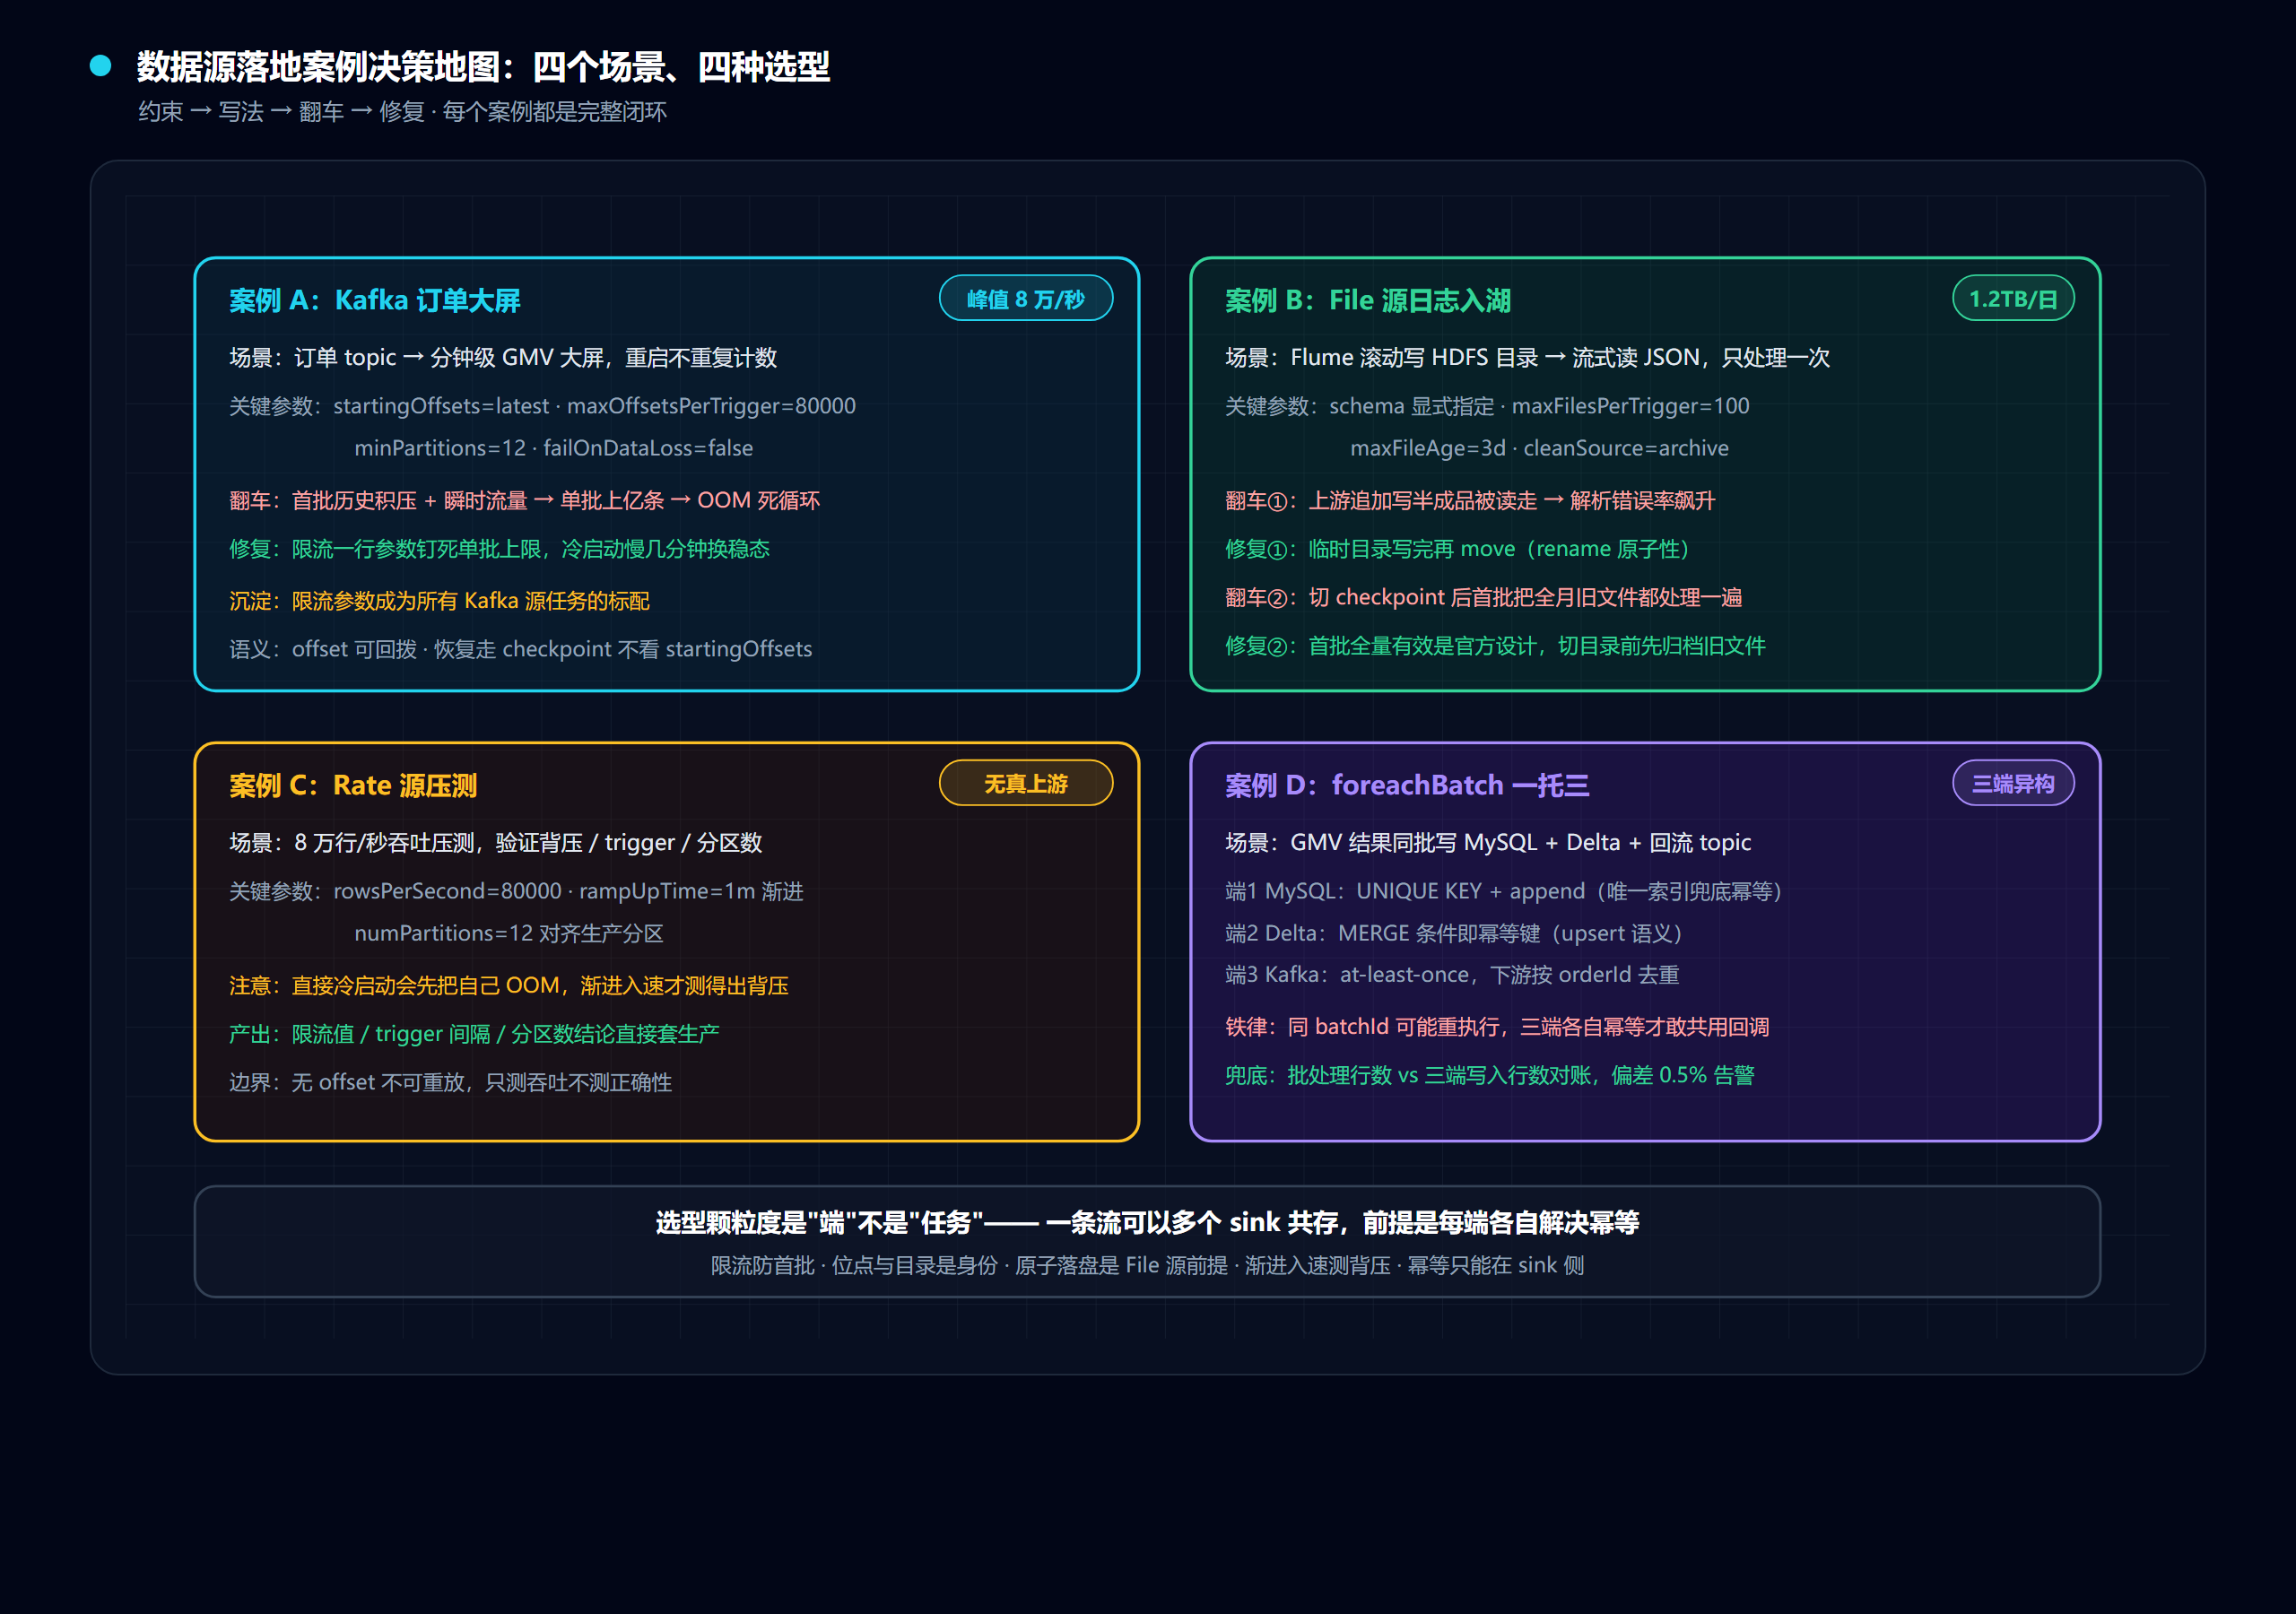 数据源落地案例决策地图：四个场景、四种选型
约束 → 写法 → 翻车 → 修复 · 每个案例都是完整闭环
案例 A：Kafka 订单大屏
峰值 8 万/秒
场景：订单 topic → 分钟级 GMV 大屏，重启不重复计数
关键参数：startingOffsets=latest · maxOffsetsPerTrigger=80000
minPartitions=12 · failOnDataLoss=false
翻车：首批历史积压 + 瞬时流量 → 单批上亿条 → OOM 死循环
修复：限流一行参数钉死单批上限，冷启动慢几分钟换稳态
沉淀：限流参数成为所有 Kafka 源任务的标配
语义：offset 可回拨 · 恢复走 checkpoint 不看 startingOffsets
案例 B：File 源日志入湖
1.2TB/日
场景：Flume 滚动写 HDFS 目录 → 流式读 JSON，只处理一次
关键参数：schema 显式指定 · maxFilesPerTrigger=100
maxFileAge=3d · cleanSource=archive
翻车①：上游追加写半成品被读走 → 解析错误率飙升
修复①：临时目录写完再 move（rename 原子性）
翻车②：切 checkpoint 后首批把全月旧文件都处理一遍
修复②：首批全量有效是官方设计，切目录前先归档旧文件
案例 C：Rate 源压测
无真上游
场景：8 万行/秒吞吐压测，验证背压 / trigger / 分区数
关键参数：rowsPerSecond=80000 · rampUpTime=1m 渐进
numPartitions=12 对齐生产分区
注意：直接冷启动会先把自己 OOM，渐进入速才测得出背压
产出：限流值 / trigger 间隔 / 分区数结论直接套生产
边界：无 offset 不可重放，只测吞吐不测正确性
案例 D：foreachBatch 一托三
三端异构
场景：GMV 结果同批写 MySQL + Delta + 回流 topic
端1 MySQL：UNIQUE KEY + append（唯一索引兜底幂等）
端2 Delta：MERGE 条件即幂等键（upsert 语义）
端3 Kafka：at-least-once，下游按 orderId 去重
铁律：同 batchId 可能重执行，三端各自幂等才敢共用回调
兜底：批处理行数 vs 三端写入行数对账，偏差 0.5% 告警
选型颗粒度是"端"不是"任务"—— 一条流可以多个 sink 共存，前提是每端各自解决幂等
限流防首批 · 位点与目录是身份 · 原子落盘是 File 源前提 · 渐进入速测背压 · 幂等只能在 sink 侧